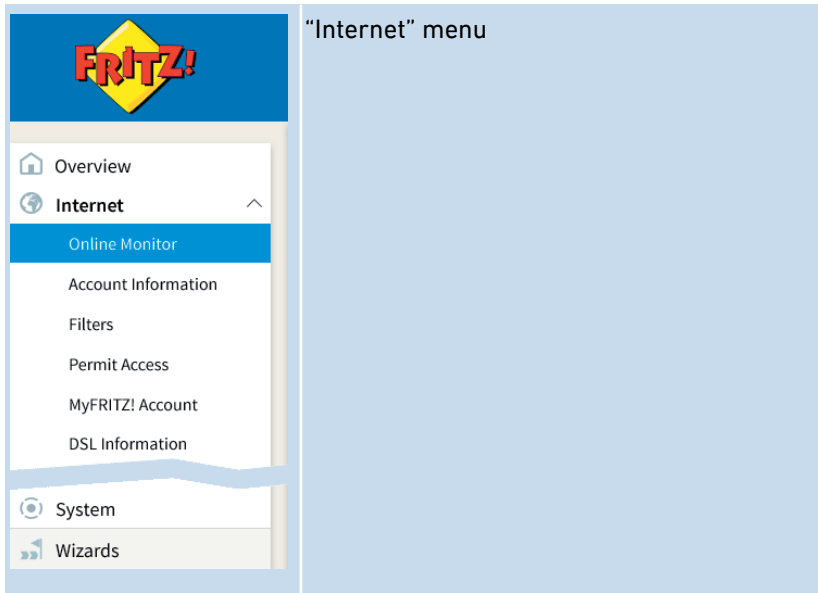 FRITZ!
“Internet” menu
Overview
Internet
Online Monitor
Account Information
Filters
Permit Access
MyFRITZ! Account
DSL Information
System
Wizards